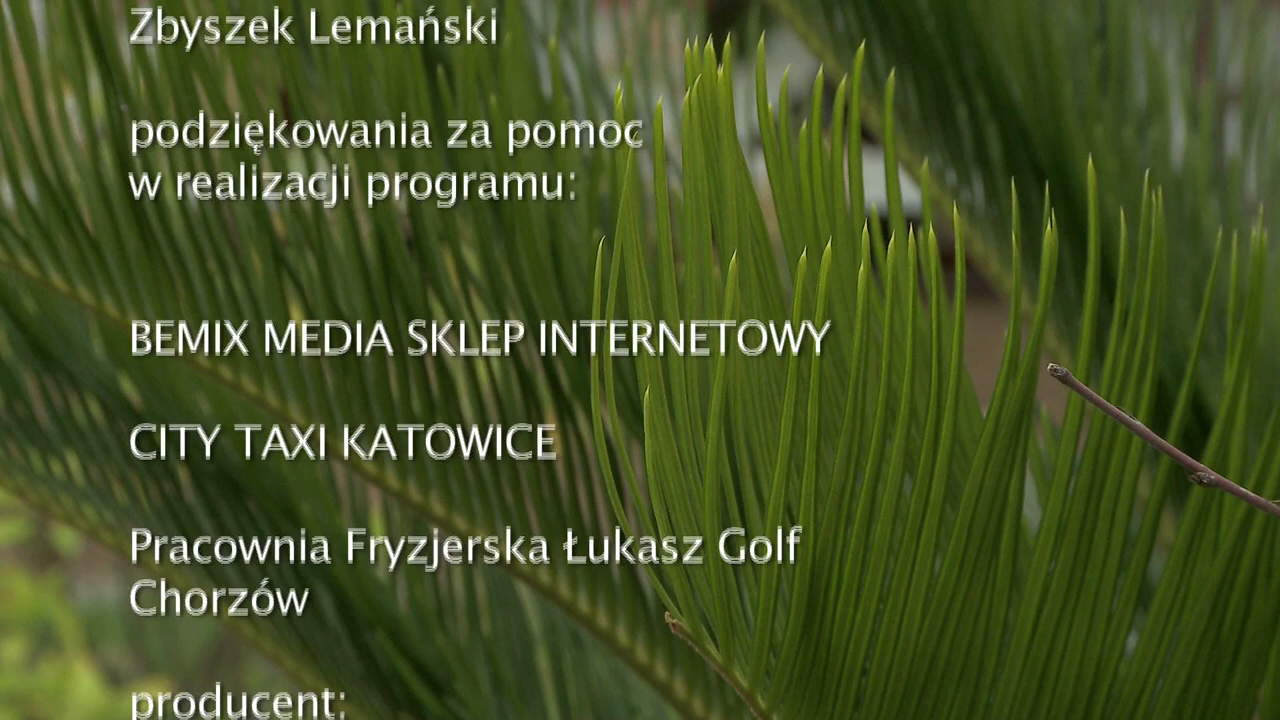 Zbyszek Lemański
podziękowania za pomoc
w realizacji programu:
BEMIX MEDIA SKLEP INTERNETOWY
CITY TAXI KATOWICE
Pracownia Fryzjerska Łukasz Golf
Chorzów
producent: